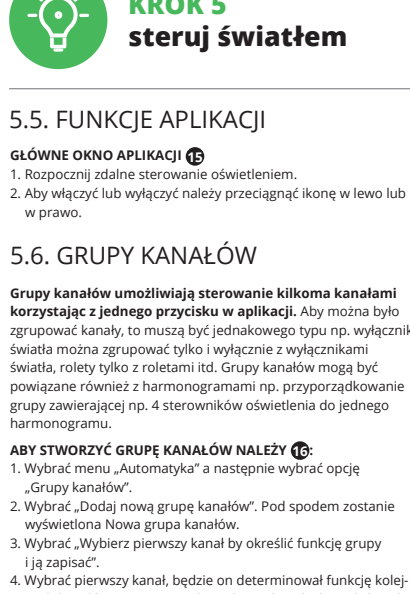 KROK 5
steruj światłem
5.5. FUNKCJE APLIKACJI
GŁÓWNE OKNO APLIKACJI 15
1. Rozpocznij zdalne sterowanie oświetleniem.
2. Aby włączyć lub wyłączyć należy przeciągnąć ikonę w lewo lub
w prawo.
5.6. GRUPY KANAŁÓW
Grupy kanałów umożliwiają sterowanie kilkoma kanałami
korzystając z jednego przycisku w aplikacji. Aby można było
zgrupować kanały, to muszą być jednakowego typu np. wyłącznik
światła można zgrupować tylko i wyłącznie z wyłącznikami
światła, rolety tylko z roletami itd. Grupy kanałów mogą być
powiązane również z harmonogramami np. przyporządkowanie
grupy zawierającej np. 4 sterowników oświetlenia do jednego
harmonogramu.
ABY STWORZYĆ GRUPĘ KANAŁÓW NALEŻY 16:
1. Wybrać menu „Automatyka” a następnie wybrać opcję
„Grupy kanałów”.
2. Wybrać „Dodaj nową grupę kanałów”. Pod spodem zostanie
wyświetlona Nowa grupa kanałów.
3. Wybrać „Wybierz pierwszy kanał by określić funkcję grupy
i ją zapisać”.
4. Wybrać pierwszy kanał, będzie on determinował funkcję kolej-